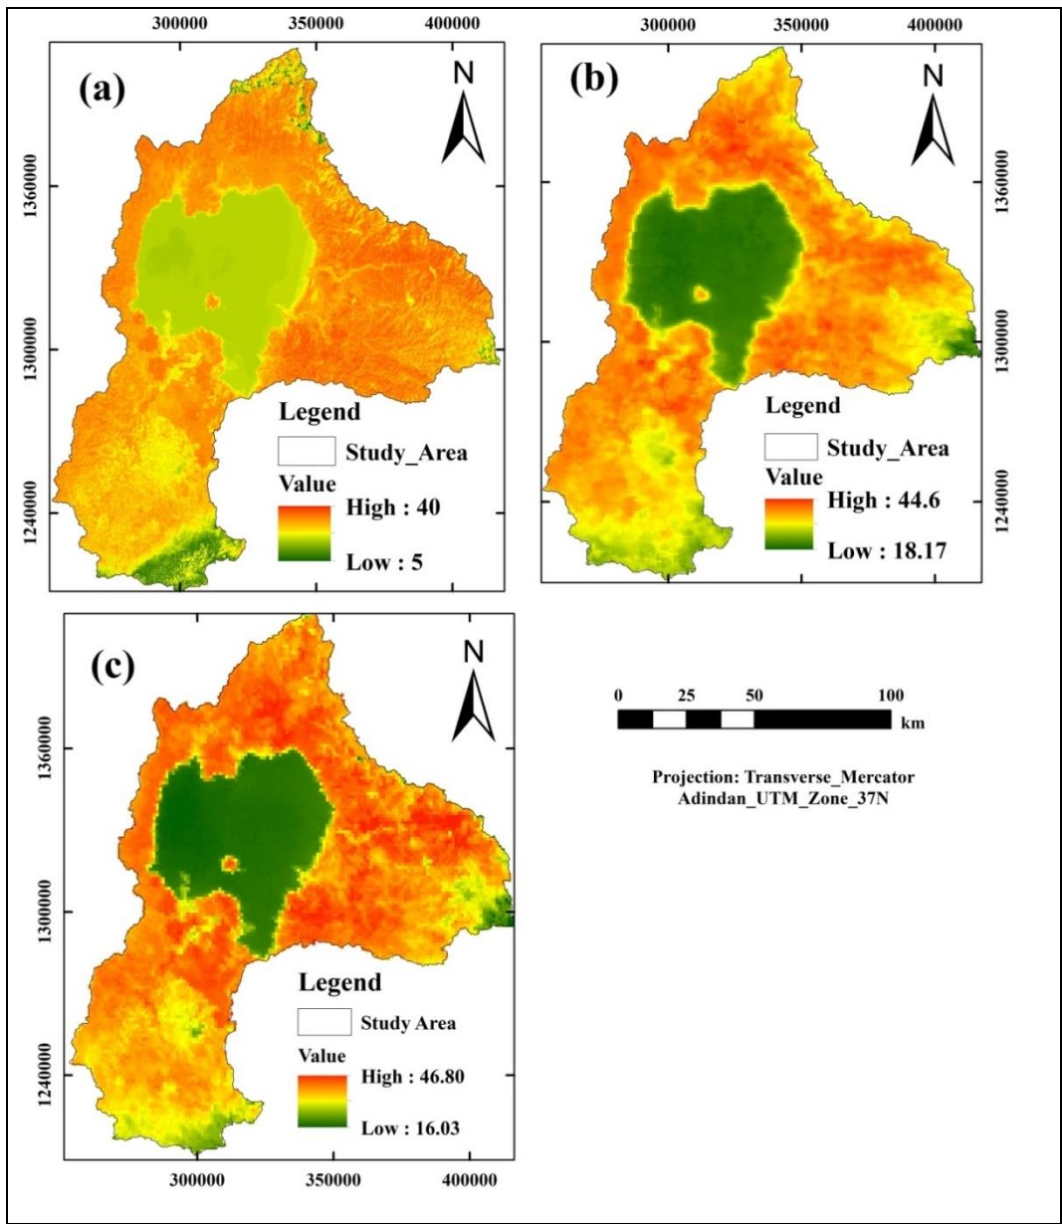 300000 350000 400000
300000 350000 400000
(a)
N
(b)
N
1360000
1300000
1240000
1360000
1300000
1240000
Legend
Study_Area
Value
High : 40
Low : 5
Legend
Study_Area
Value
High : 44.6
Low : 18.17
(c)
N
1360000
1300000
1240000
Legend
Study Area
Value
High : 46.80
Low : 16.03
300000 350000 400000
0 25 50 100
km
Projection: Transverse_Mercator
Adindan_UTM_Zone_37N